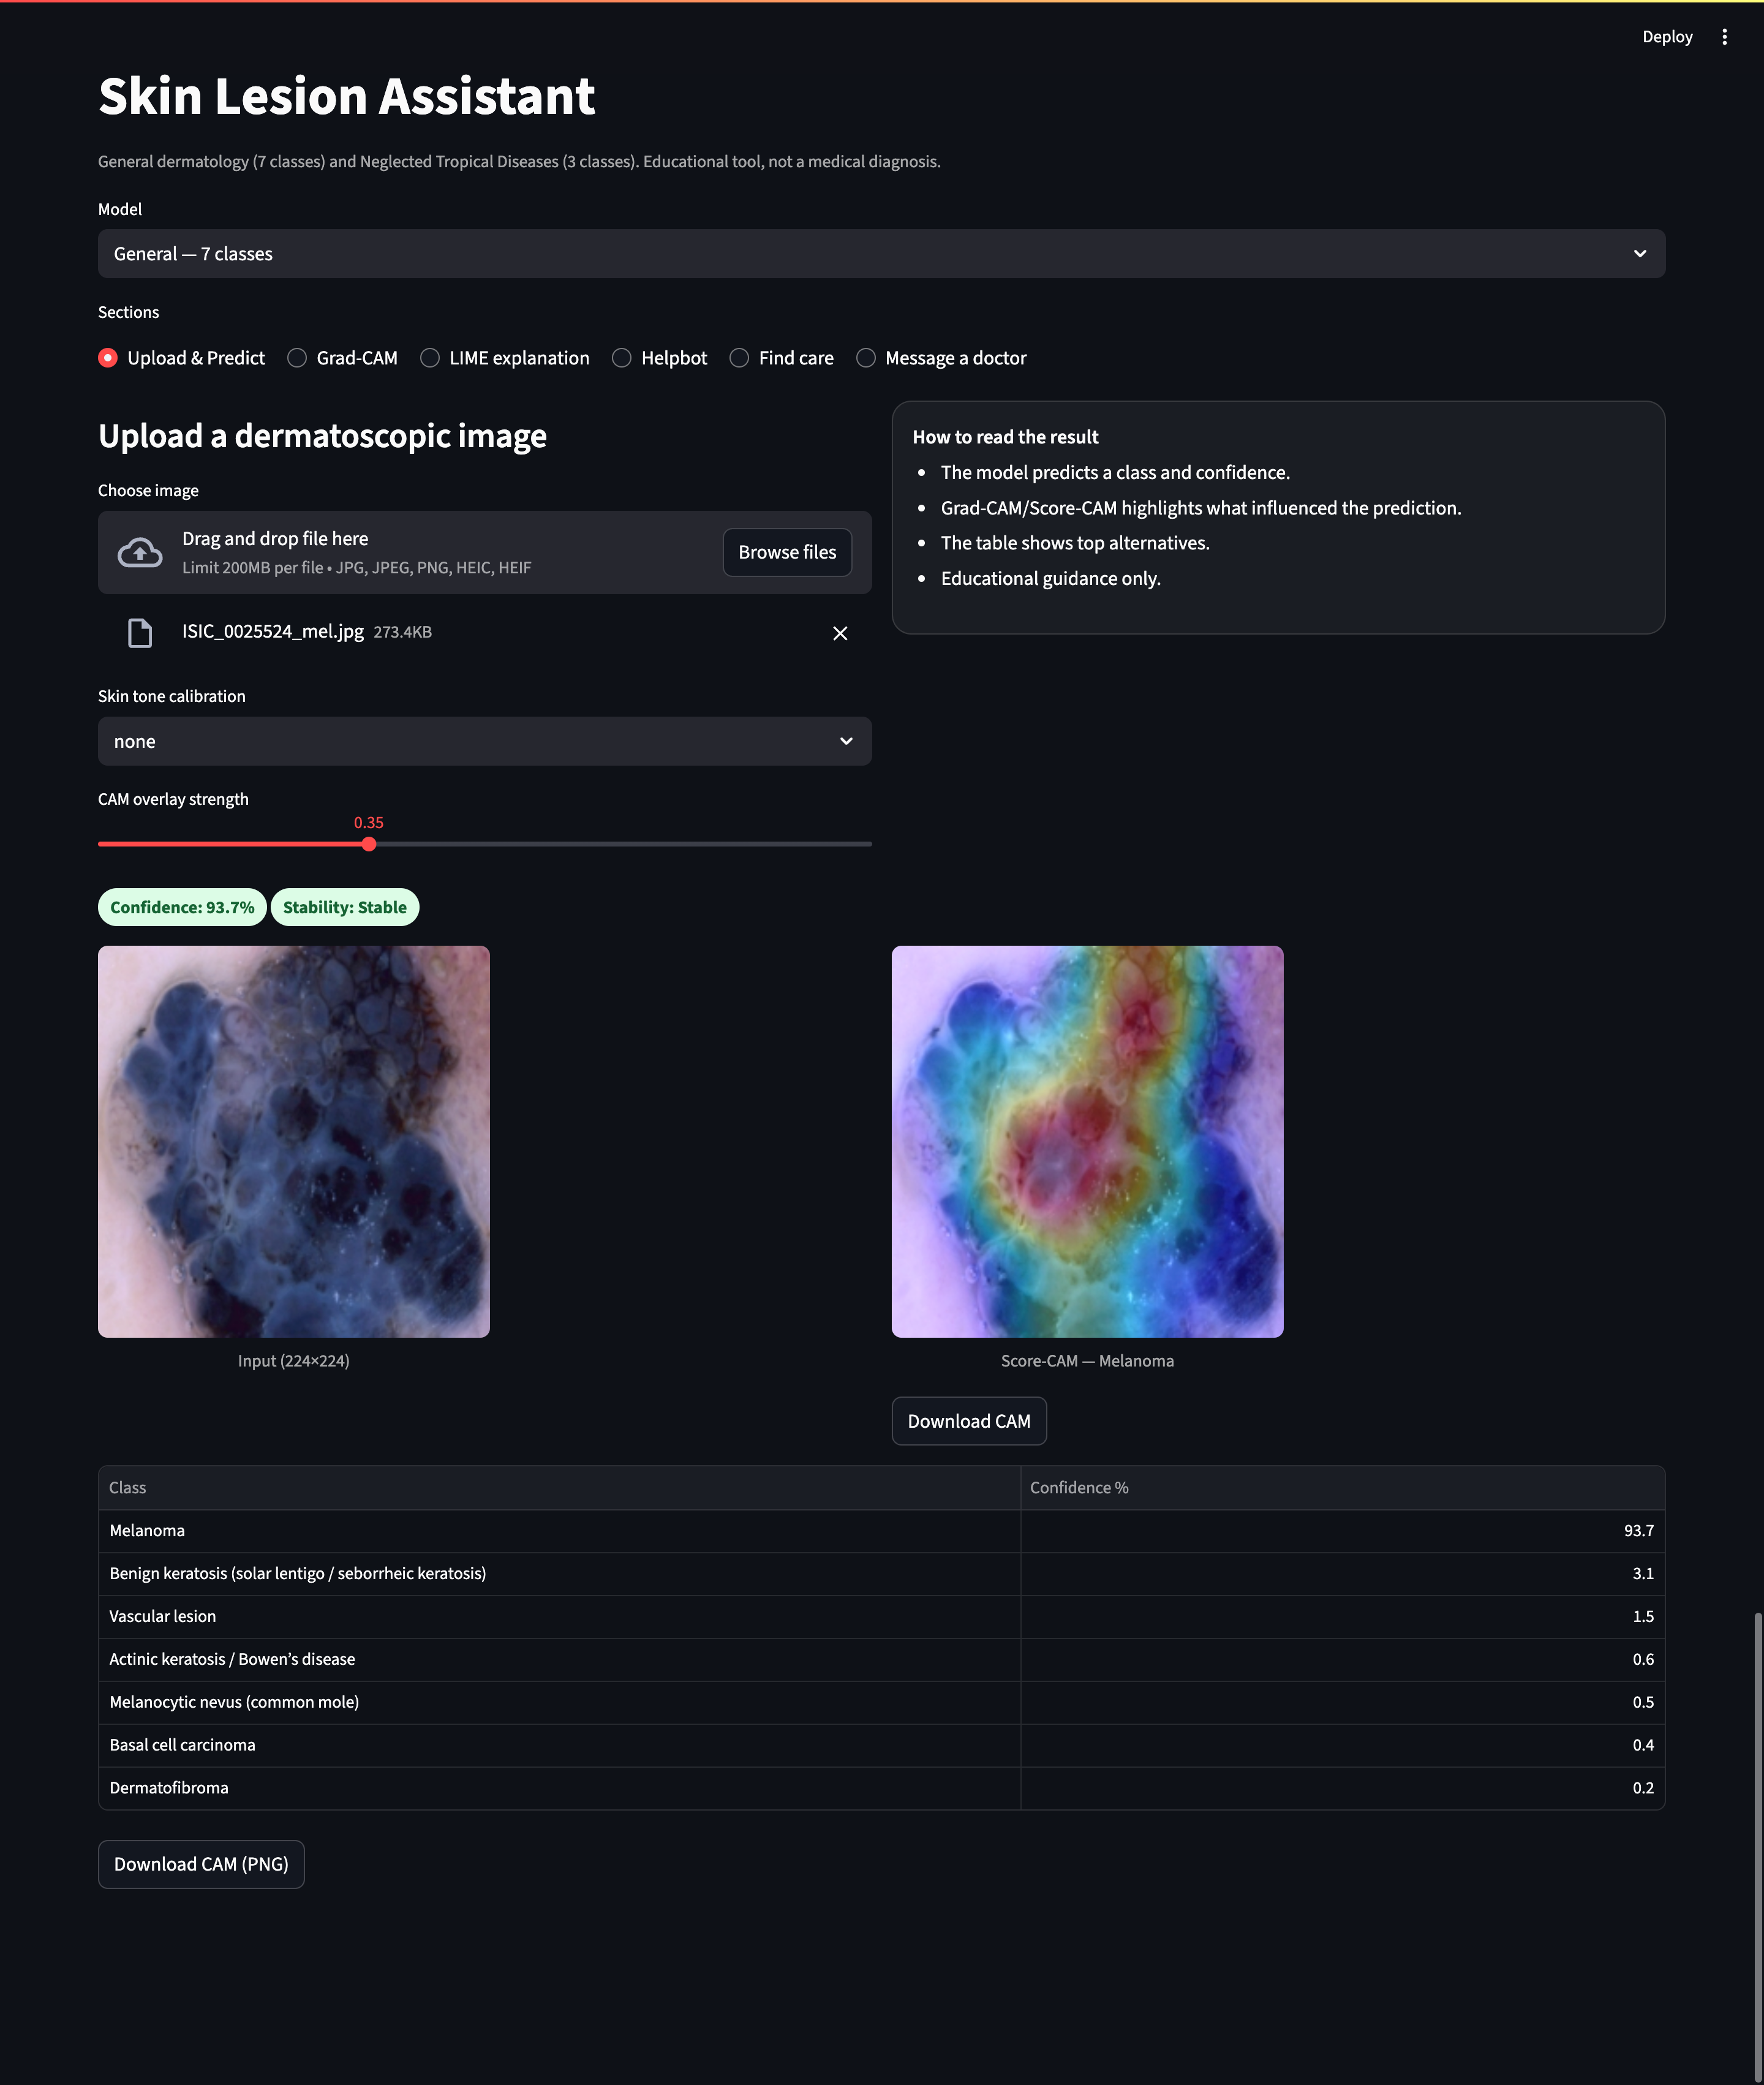 Deploy
Skin Lesion Assistant
General dermatology (7 classes) and Neglected Tropical Diseases (3 classes). Educational tool, not a medical diagnosis.
Model
General — 7 classes
Sections
Upload & Predict Grad-CAM LIME explanation Helpbot Find care Message a doctor
Upload a dermatoscopic image
Choose image
Drag and drop file here
Limit 200MB per file • JPG, JPEG, PNG, HEIC, HEIF
Browse files
ISIC_0025524_mel.jpg 273.4KB
Skin tone calibration
none
CAM overlay strength
0.35
How to read the result
• The model predicts a class and confidence.
• Grad-CAM/Score-CAM highlights what influenced the prediction.
• The table shows top alternatives.
• Educational guidance only.
Confidence: 93.7% Stability: Stable
Input (224×224)
Score-CAM — Melanoma
Download CAM
Class Confidence %
Melanoma 93.7
Benign keratosis (solar lentigo / seborrheic keratosis) 3.1
Vascular lesion 1.5
Actinic keratosis / Bowen’s disease 0.6
Melanocytic nevus (common mole) 0.5
Basal cell carcinoma 0.4
Dermatofibroma 0.2
Download CAM (PNG)